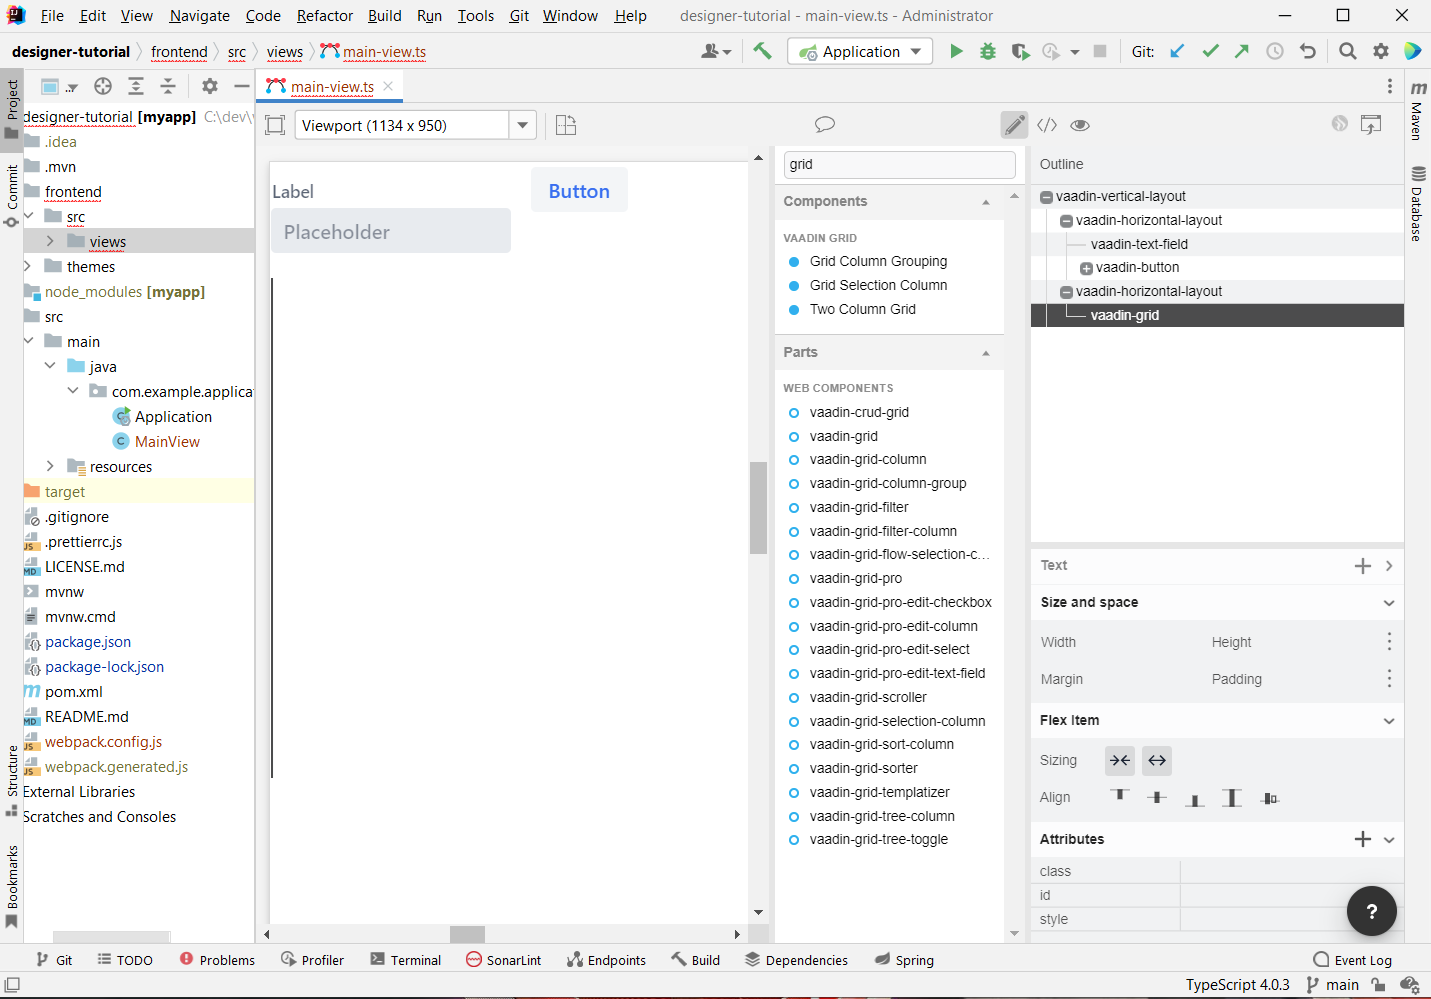 File Edit View Navigate Code Refactor Build Run Tools Git Window Help designer-tutorial - main-view.ts - Administrator
designer-tutorial frontend src views main-view.ts Application Git:
Project
Commit
Structure
Bookmarks
designer-tutorial [myapp] C:\dev\
.idea
.mvn
frontend
src
views
themes
node_modules [myapp]
src
main
java
com.example.applica
Application
MainView
resources
target
.gitignore
.prettierrc.js
LICENSE.md
mvnw
mvnw.cmd
package.json
package-lock.json
pom.xml
README.md
webpack.config.js
webpack.generated.js
External Libraries
Scratches and Consoles
main-view.ts
Viewport (1134 x 950)
Label
Placeholder
Button
grid
Components
VAADIN GRID
Grid Column Grouping
Grid Selection Column
Two Column Grid
Parts
WEB COMPONENTS
vaadin-crud-grid
vaadin-grid
vaadin-grid-column
vaadin-grid-column-group
vaadin-grid-filter
vaadin-grid-filter-column
vaadin-grid-flow-selection-c...
vaadin-grid-pro
vaadin-grid-pro-edit-checkbox
vaadin-grid-pro-edit-column
vaadin-grid-pro-edit-select
vaadin-grid-pro-edit-text-field
vaadin-grid-scroller
vaadin-grid-selection-column
vaadin-grid-sort-column
vaadin-grid-sorter
vaadin-grid-templatizer
vaadin-grid-tree-column
vaadin-grid-tree-toggle
Outline
vaadin-vertical-layout
vaadin-horizontal-layout
vaadin-text-field
vaadin-button
vaadin-horizontal-layout
vaadin-grid
Text
Size and space
Width Height
Margin Padding
Flex Item
Sizing
Align
Attributes
class
id
style
?
Maven
Database
Git TODO Problems Profiler Terminal SonarLint Endpoints Build Dependencies Spring Event Log
TypeScript 4.0.3 main